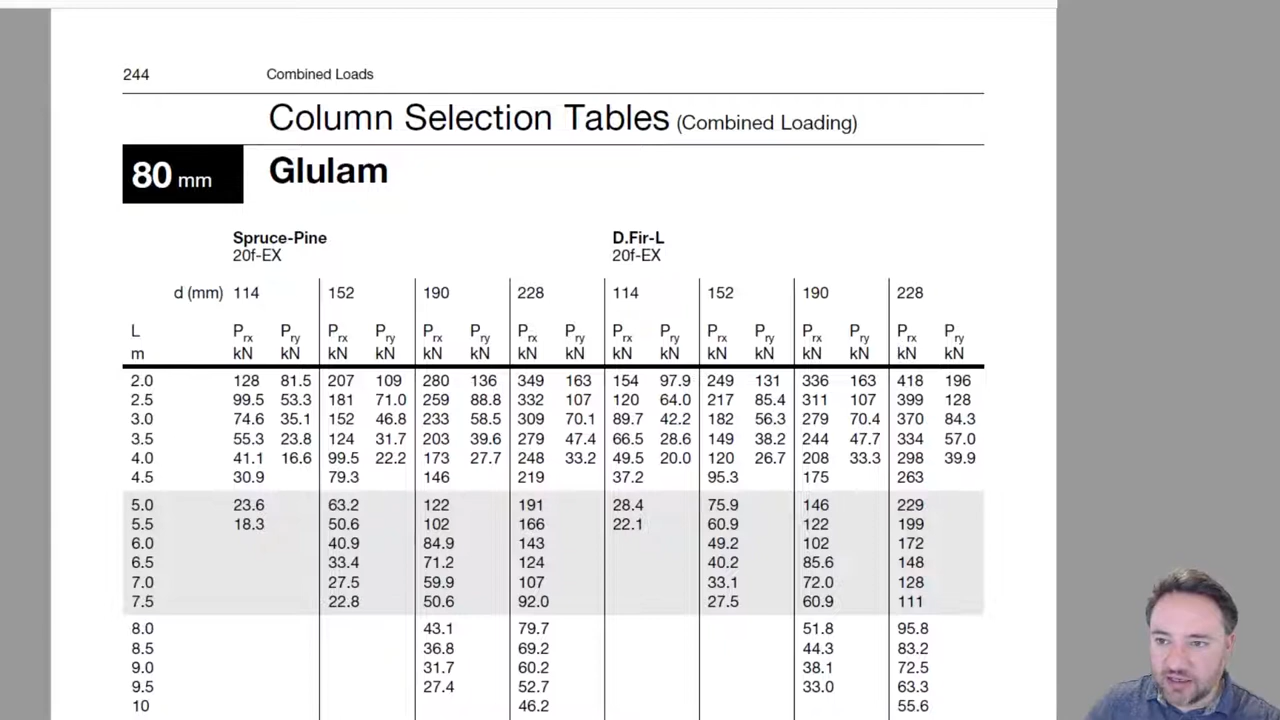 244 Combined Loads
Column Selection Tables (Combined Loading)
80 mm Glulam
Spruce-Pine D.Fir-L
20f-EX 20f-EX
d (mm) 114 152 190 228 114 152 190 228
L Prx Pry Prx Pry Prx Pry Prx Pry Prx Pry Prx Pry Prx Pry Prx Pry
m kN kN kN kN kN kN kN kN kN kN kN kN kN kN kN kN
2.0 128 81.5 207 109 280 136 349 163 154 97.9 249 131 336 163 418 196
2.5 99.5 53.3 181 71.0 259 88.8 332 107 120 64.0 217 85.4 311 107 399 128
3.0 74.6 35.1 152 46.8 233 58.5 309 70.1 89.7 42.2 182 56.3 279 70.4 370 84.3
3.5 55.3 23.8 124 31.7 203 39.6 279 47.4 66.5 28.6 149 38.2 244 47.7 334 57.0
4.0 41.1 16.6 99.5 22.2 173 27.7 248 33.2 49.5 20.0 120 26.7 208 33.3 298 39.9
4.5 30.9 79.3 146 219 37.2 95.3 175 263
5.0 23.6 63.2 122 191 28.4 75.9 146 229
5.5 18.3 50.6 102 166 22.1 60.9 122 199
6.0 40.9 84.9 143 49.2 102 172
6.5 33.4 71.2 124 40.2 85.6 148
7.0 27.5 59.9 107 33.1 72.0 128
7.5 22.8 50.6 92.0 27.5 60.9 111
8.0 43.1 79.7 51.8 95.8
8.5 36.8 69.2 44.3 83.2
9.0 31.7 60.2 38.1 72.5
9.5 27.4 52.7 33.0 63.3
10 46.2 55.6